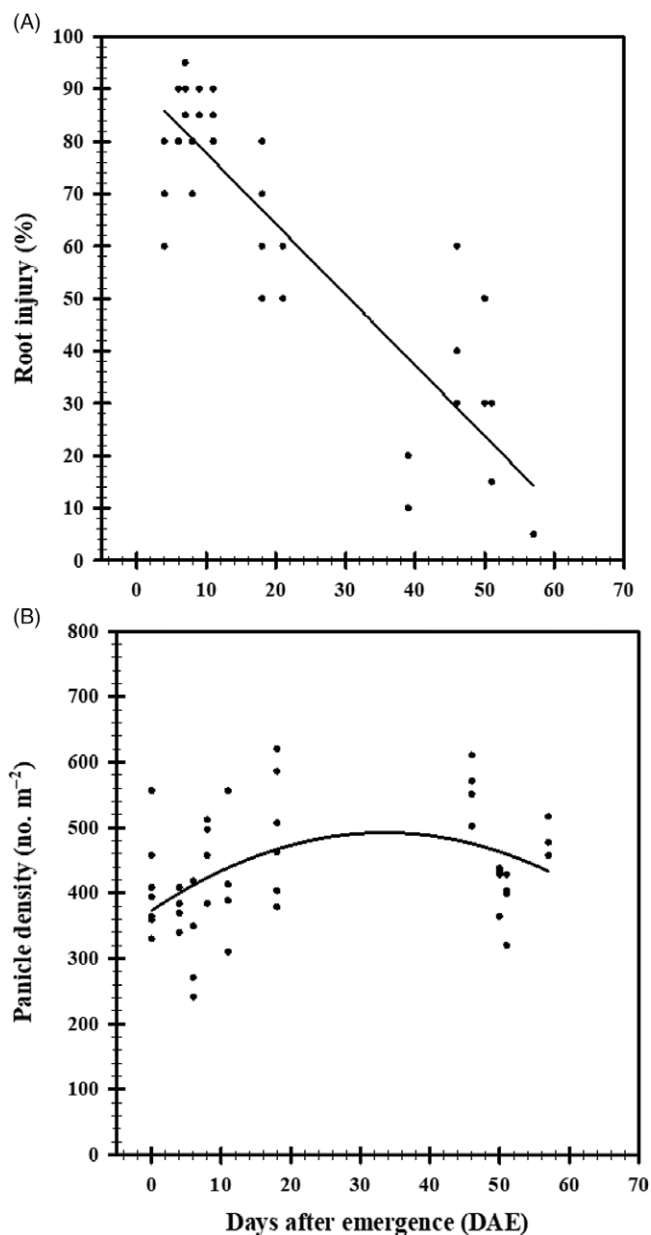 (A)
100
90
80
70
60
50
40
30
20
10
0
Root injury (%)
0 10 20 30 40 50 60 70
(B)
800
700
600
500
400
300
200
100
0
Panicle density (no. m⁻²)
0 10 20 30 40 50 60 70
Days after emergence (DAE)